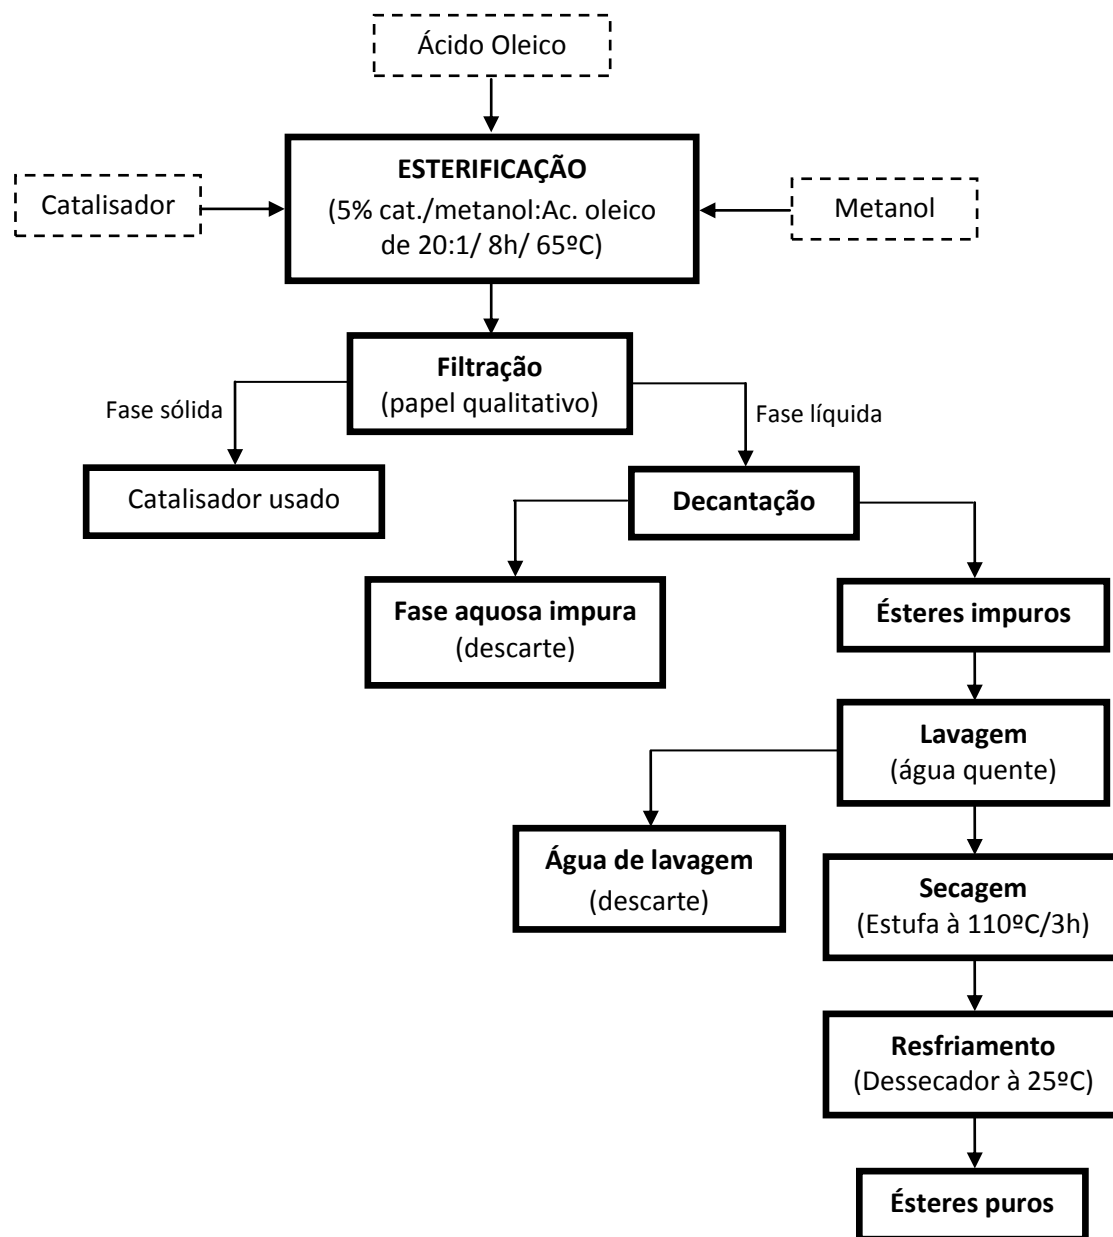 Ácido Oleico
ESTERIFICAÇÃO
(5% cat./metanol:Ac. oleico
de 20:1/ 8h/ 65ºC)
Catalisador
Metanol
Filtração
(papel qualitativo)
Fase sólida
Fase líquida
Catalisador usado
Decantação
Fase aquosa impura
(descarte)
Ésteres impuros
Lavagem
(água quente)
Água de lavagem
(descarte)
Secagem
(Estufa à 110ºC/3h)
Resfriamento
(Dessecador à 25ºC)
Ésteres puros